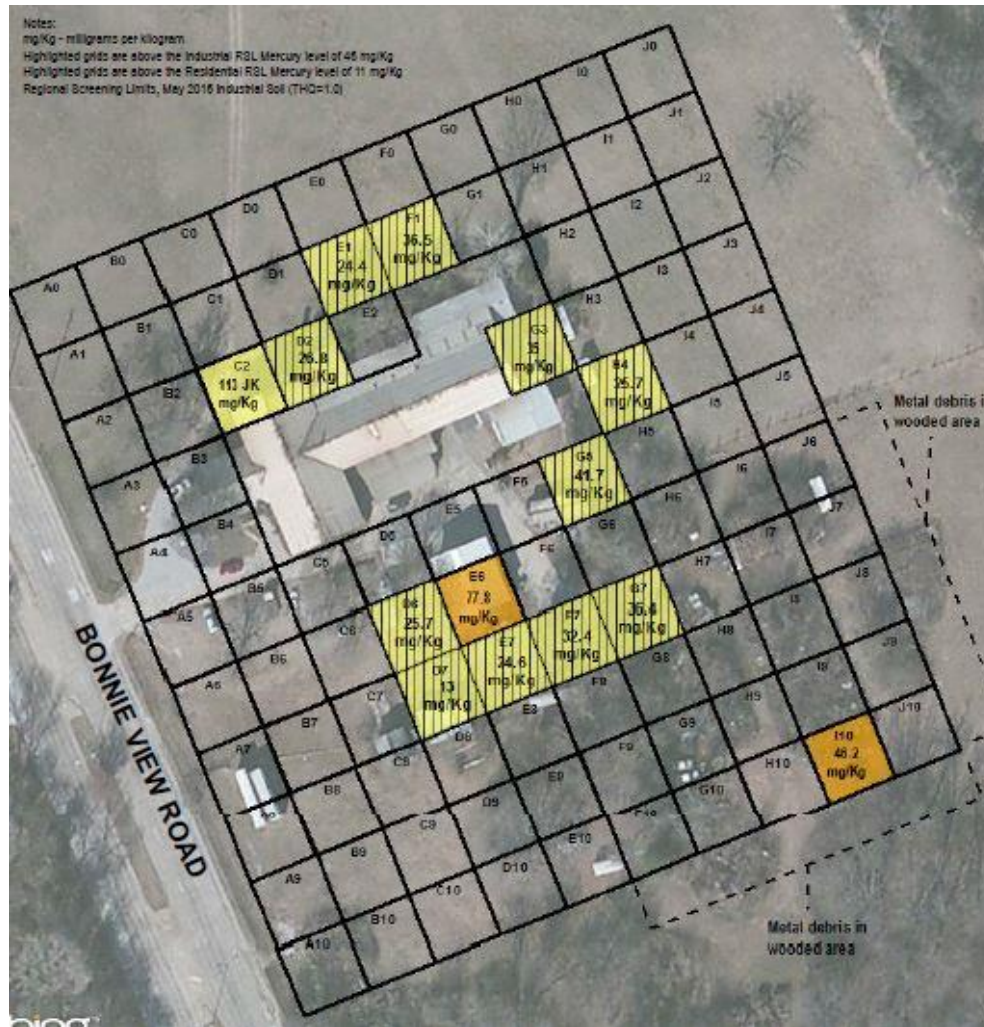 Notes:
mg/Kg - milligrams per kilogram
Highlighted grids are above the Industrial RSL Mercury level of 46 mg/Kg
Highlighted grids are above the Residential RSL Mercury level of 11 mg/Kg
Regional Screening Limits, May 2016 Industrial Soil (THQ=1.0)
J0
I0
H0
G0
F0
E0
D0
C0
B0
A0
J1
I1
H1
G1
F1
36.5
mg/Kg
E1
24.4
mg/Kg
D1
C1
B1
A1
J2
I2
H2
E2
D2
26.8
mg/Kg
C2
113 JK
mg/Kg
B2
A2
J3
I3
H3
G3
mg/Kg
B3
A3
J4
I4
25.7
mg/Kg
B4
A4
J5
I5
H5
G5
41.7
mg/Kg
F5
E5
D5
C5
B5
A5
J6
I6
H6
G6
F6
E6
77.8
mg/Kg
25.7
mg/Kg
C6
B6
A6
J7
I7
H7
G7
mg/Kg
F7
32.4
mg/Kg
E7
mg/Kg
D7
13
mg/Kg
C7
B7
A7
J8
H8
G8
E8
D8
C8
B8
J9
I9
H9
G9
F9
E9
D9
C9
B9
A9
J10
I10
46.2
mg/Kg
H10
G10
E10
D10
C10
B10
A10
Metal debris
wooded area
Metal debris in
wooded area
BONNIE VIEW ROAD